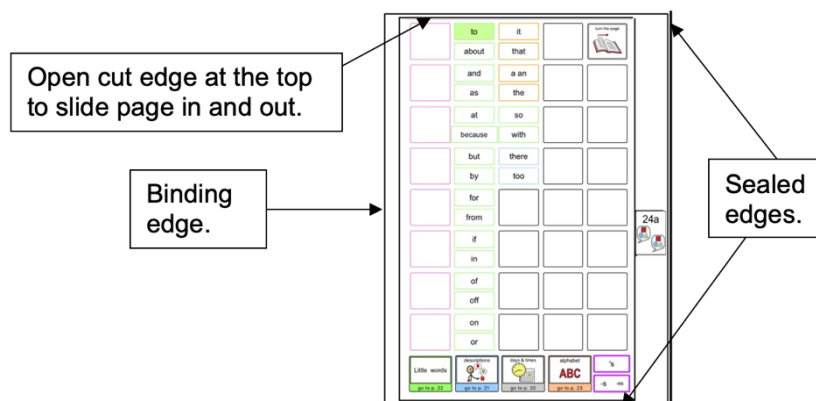 Open cut edge at the top
to slide page in and out.
Binding
edge.
Sealed
edges.
to
it
turn the page
about
that
and
a an
as
the
at
so
because
with
but
there
by
too
for
from
24a
if
in
of
off
on
or
Little words
go to p. 22
descriptions
go to p. 21
days & times
go to p. 20
alphabet
ABC
go to p. 23
's
-s